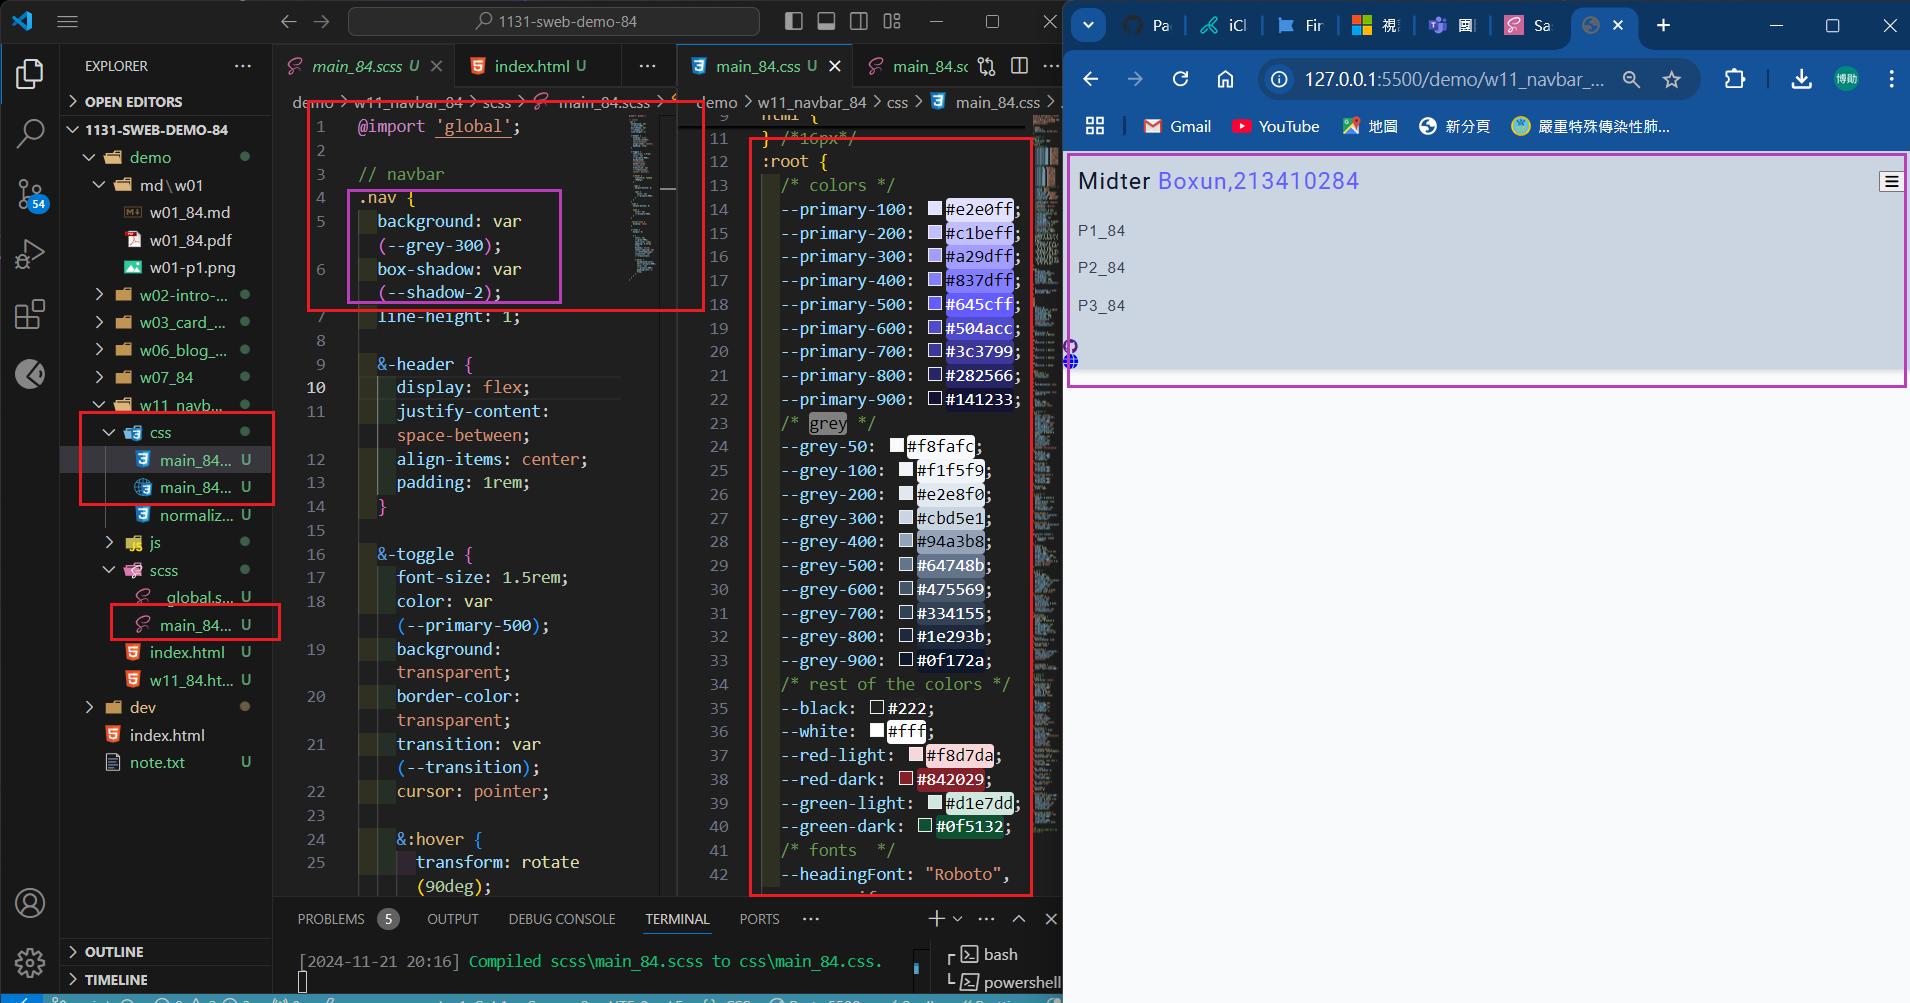 1131-sweb-demo-84
EXPLORER
OPEN EDITORS
1131-SWEB-DEMO-84
demo
md\w01
w01_84.md
w01_84.pdf
w01-p1.png
w02-intro-...
w03_card_...
w06_blog_...
w07_84
w11_navb...
css
main_84... U
main_84... U
normaliz... U
js
scss
_global.s... U
main_84... U
index.html U
w11_84.ht... U
dev
index.html
note.txt U
OUTLINE
TIMELINE
54
main_84.scss U
index.html U
demo > w11_navbar_84 > scss > main_84.scss >
1 @import 'global';
2
3 // navbar
4 .nav {
5 background: var
(--grey-300);
6 box-shadow: var
(--shadow-2);
7 line-height: 1;
8
9 &-header {
10 display: flex;
11 justify-content:
space-between;
12 align-items: center;
13 padding: 1rem;
14 }
15
16 &-toggle {
17 font-size: 1.5rem;
18 color: var
(--primary-500);
19 background:
transparent;
20 border-color:
transparent;
21 transition: var
(--transition);
22 cursor: pointer;
23
24 &:hover {
25 transform: rotate
(90deg);
main_84.css U
main_84.sc
demo > w11_navbar_84 > css > main_84.css > 
9 html {
11 } /*16px*/
12 :root {
13 /* colors */
14 --primary-100: #e2e0ff;
15 --primary-200: #c1beff;
16 --primary-300: #a29dff;
17 --primary-400: #837dff;
18 --primary-500: #645cff;
19 --primary-600: #504acc;
20 --primary-700: #3c3799;
21 --primary-800: #282566;
22 --primary-900: #141233;
23 /* grey */
24 --grey-50: #f8fafc;
25 --grey-100: #f1f5f9;
26 --grey-200: #e2e8f0;
27 --grey-300: #cbd5e1;
28 --grey-400: #94a3b8;
29 --grey-500: #64748b;
30 --grey-600: #475569;
31 --grey-700: #334155;
32 --grey-800: #1e293b;
33 --grey-900: #0f172a;
34 /* rest of the colors */
35 --black: #222;
36 --white: #fff;
37 --red-light: #f8d7da;
38 --red-dark: #842029;
39 --green-light: #d1e7dd;
40 --green-dark: #0f5132;
41 /* fonts */
42 --headingFont: "Roboto",
PROBLEMS 5 OUTPUT DEBUG CONSOLE TERMINAL PORTS
[2024-11-21 20:16] Compiled scss\main_84.scss to css\main_84.css.
bash
powershell
Pa
iCl
Fir
視
團
Sa
127.0.0.1:5500/demo/w11_navbar_...
博助
Gmail YouTube 地圖 新分頁 嚴重特殊傳染性肺...
Midter Boxun,213410284
P1_84
P2_84
P3_84